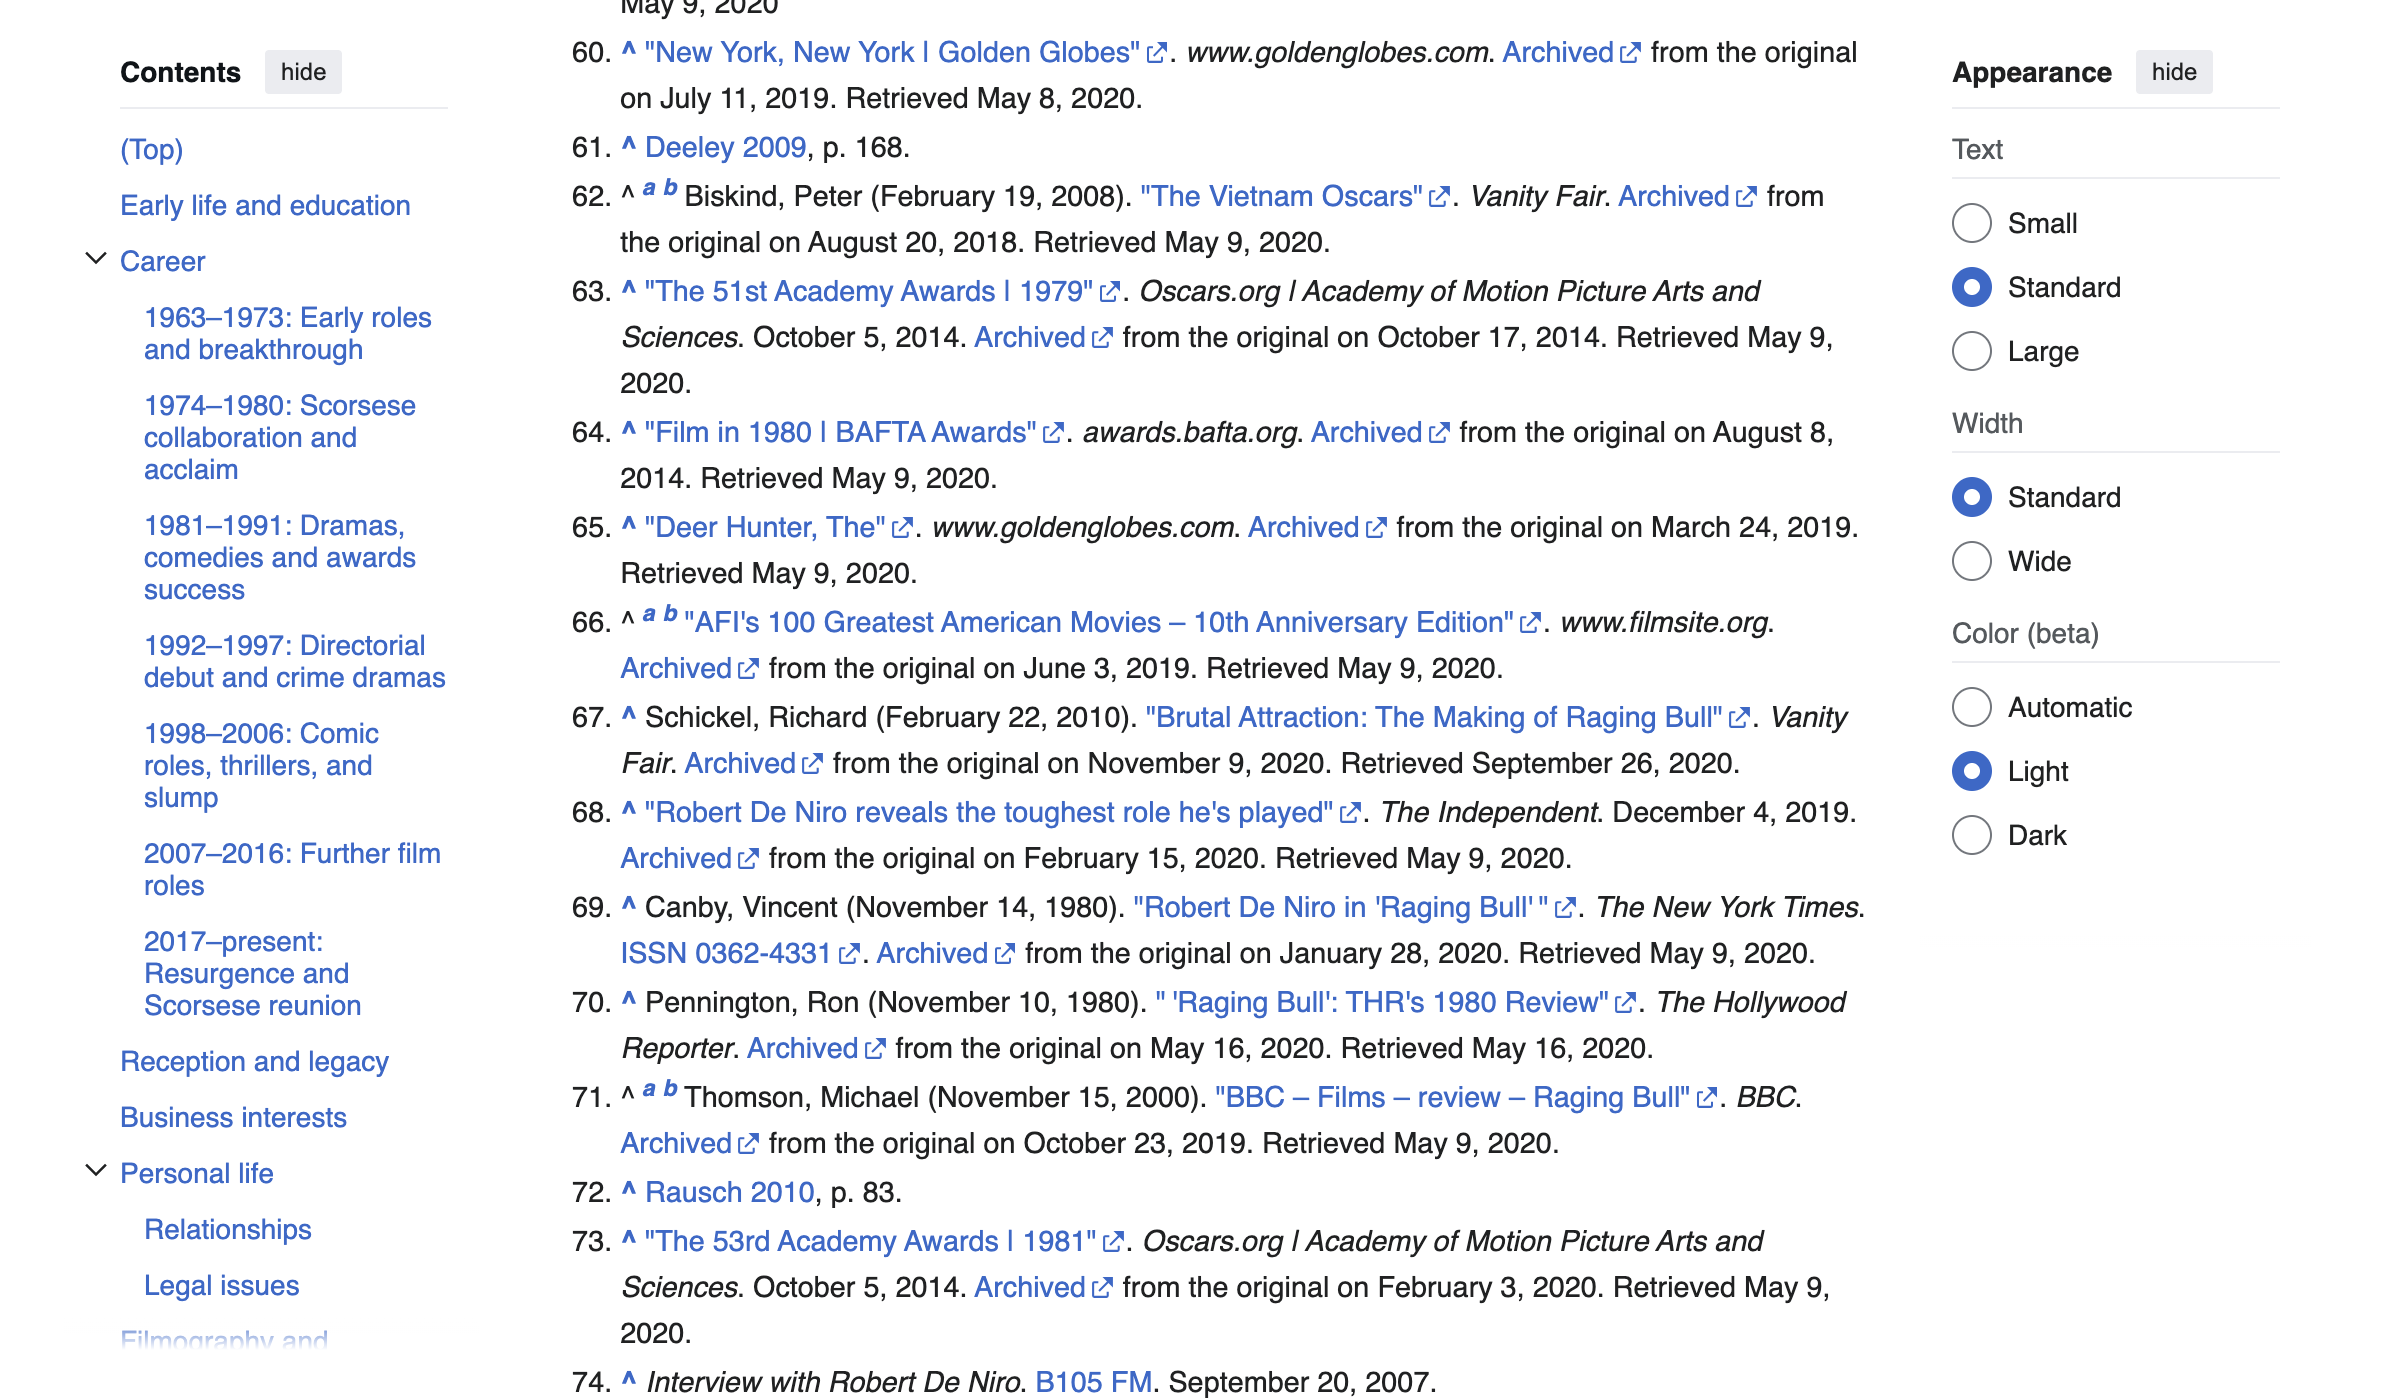 Contents hide
(Top)
Early life and education
Career
1963–1973: Early roles
and breakthrough
1974–1980: Scorsese
collaboration and
acclaim
1981–1991: Dramas,
comedies and awards
success
1992–1997: Directorial
debut and crime dramas
1998–2006: Comic
roles, thrillers, and
slump
2007–2016: Further film
roles
2017–present:
Resurgence and
Scorsese reunion
Reception and legacy
Business interests
Personal life
Relationships
Legal issues
Filmography and
May 9, 2020
60. ^ "New York, New York | Golden Globes". www.goldenglobes.com. Archived from the original
on July 11, 2019. Retrieved May 8, 2020.
61. ^ Deeley 2009, p. 168.
62. ^ a b Biskind, Peter (February 19, 2008). "The Vietnam Oscars". Vanity Fair. Archived from
the original on August 20, 2018. Retrieved May 9, 2020.
63. ^ "The 51st Academy Awards | 1979". Oscars.org | Academy of Motion Picture Arts and
Sciences. October 5, 2014. Archived from the original on October 17, 2014. Retrieved May 9,
2020.
64. ^ "Film in 1980 | BAFTA Awards". awards.bafta.org. Archived from the original on August 8,
2014. Retrieved May 9, 2020.
65. ^ "Deer Hunter, The". www.goldenglobes.com. Archived from the original on March 24, 2019.
Retrieved May 9, 2020.
66. ^ a b "AFI's 100 Greatest American Movies – 10th Anniversary Edition". www.filmsite.org.
Archived from the original on June 3, 2019. Retrieved May 9, 2020.
67. ^ Schickel, Richard (February 22, 2010). "Brutal Attraction: The Making of Raging Bull". Vanity
Fair. Archived from the original on November 9, 2020. Retrieved September 26, 2020.
68. ^ "Robert De Niro reveals the toughest role he's played". The Independent. December 4, 2019.
Archived from the original on February 15, 2020. Retrieved May 9, 2020.
69. ^ Canby, Vincent (November 14, 1980). "Robert De Niro in 'Raging Bull' ". The New York Times.
ISSN 0362-4331. Archived from the original on January 28, 2020. Retrieved May 9, 2020.
70. ^ Pennington, Ron (November 10, 1980). " 'Raging Bull': THR's 1980 Review". The Hollywood
Reporter. Archived from the original on May 16, 2020. Retrieved May 16, 2020.
71. ^ a b Thomson, Michael (November 15, 2000). "BBC – Films – review – Raging Bull". BBC.
Archived from the original on October 23, 2019. Retrieved May 9, 2020.
72. ^ Rausch 2010, p. 83.
73. ^ "The 53rd Academy Awards | 1981". Oscars.org | Academy of Motion Picture Arts and
Sciences. October 5, 2014. Archived from the original on February 3, 2020. Retrieved May 9,
2020.
74. ^ Interview with Robert De Niro. B105 FM. September 20, 2007.
Appearance hide
Text
Small
Standard
Large
Width
Standard
Wide
Color (beta)
Automatic
Light
Dark